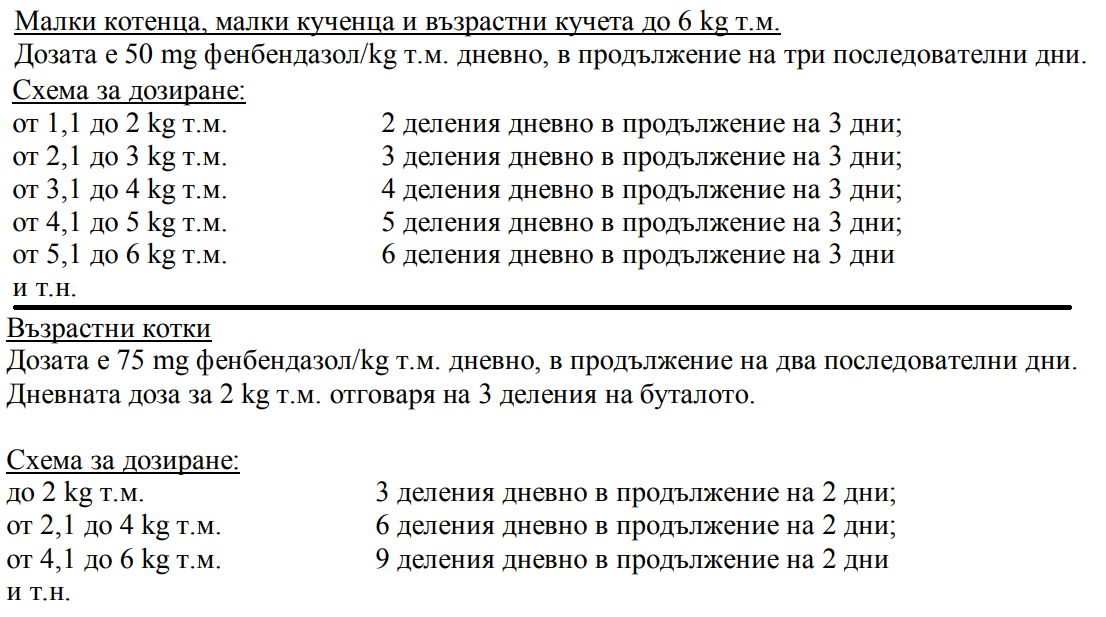 Малки котенца, малки кученца и възрастни кучета до 6 kg т.м.
Дозата е 50 mg фенбендазол/kg т.м. дневно, в продължение на три последователни дни.
Схема за дозиране:
от 1,1 до 2 kg т.м. 2 деления дневно в продължение на 3 дни;
от 2,1 до 3 kg т.м. 3 деления дневно в продължение на 3 дни;
от 3,1 до 4 kg т.м. 4 деления дневно в продължение на 3 дни;
от 4,1 до 5 kg т.м. 5 деления дневно в продължение на 3 дни;
от 5,1 до 6 kg т.м. 6 деления дневно в продължение на 3 дни
и т.н.
Възрастни котки
Дозата е 75 mg фенбендазол/kg т.м. дневно, в продължение на два последователни дни.
Дневната доза за 2 kg т.м. отговаря на 3 деления на буталото.
Схема за дозиране:
до 2 kg т.м. 3 деления дневно в продължение на 2 дни;
от 2,1 до 4 kg т.м. 6 деления дневно в продължение на 2 дни;
от 4,1 до 6 kg т.м. 9 деления дневно в продължение на 2 дни
и т.н.